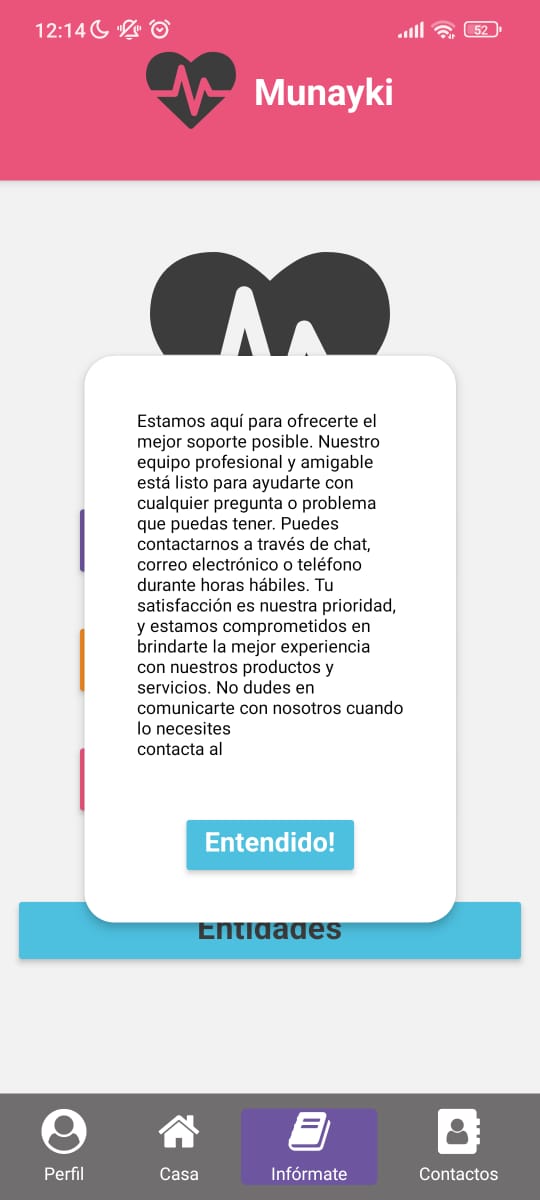 12:14
52
Munayki
Estamos aquí para ofrecerte el
mejor soporte posible. Nuestro
equipo profesional y amigable
está listo para ayudarte con
cualquier pregunta o problema
que puedas tener. Puedes
contactarnos a través de chat,
correo electrónico o teléfono
durante horas hábiles. Tu
satisfacción es nuestra prioridad,
y estamos comprometidos en
brindarte la mejor experiencia
con nuestros productos y
servicios. No dudes en
comunicarte con nosotros cuando
lo necesites
contacta al
Entendido!
Entidades
Perfil
Casa
Infórmate
Contactos